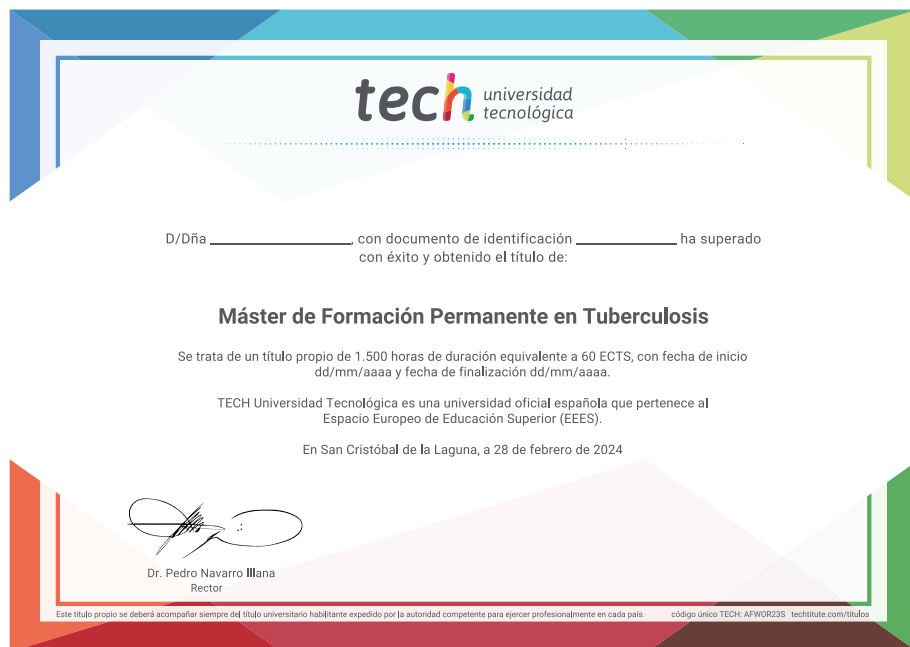 tech universidad
tecnológica
D/Dña ________________, con documento de identificación ____________ ha superado
con éxito y obtenido el título de:
Máster de Formación Permanente en Tuberculosis
Se trata de un título propio de 1.500 horas de duración equivalente a 60 ECTS, con fecha de inicio
dd/mm/aaaa y fecha de finalización dd/mm/aaaa.
TECH Universidad Tecnológica es una universidad oficial española que pertenece al
Espacio Europeo de Educación Superior (EEES).
En San Cristóbal de la Laguna, a 28 de febrero de 2024
Dr. Pedro Navarro Illana
Rector
Este título propio se deberá acompañar siempre del título universitario habilitante expedido por la autoridad competente para ejercer profesionalmente en cada país. código único TECH: AFWOR23S techtitute.com/titulos